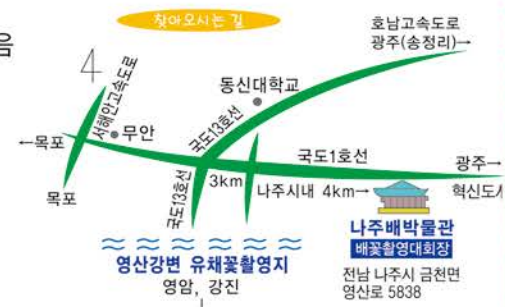 찾아오시는 길
음
4
호남고속도로
광주(송정리)→
동신대학교
서해안고속도로
무안
국도13호선
←목포
국도1호선
광주→
3km
나주시내 4km→
혁신도시
목포
국도13호선
나주배박물관
배꽃촬영대회장
영산강변 유채꽃촬영지
영암, 강진
전남 나주시 금천면
영산로 5838